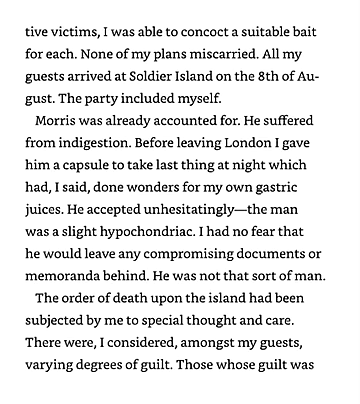 tive victims, I was able to concoct a suitable bait
for each. None of my plans miscarried. All my
guests arrived at Soldier Island on the 8th of Au-
gust. The party included myself.
Morris was already accounted for. He suffered
from indigestion. Before leaving London I gave
him a capsule to take last thing at night which
had, I said, done wonders for my own gastric
juices. He accepted unhesitatingly—the man
was a slight hypochondriac. I had no fear that
he would leave any compromising documents or
memoranda behind. He was not that sort of man.
The order of death upon the island had been
subjected by me to special thought and care.
There were, I considered, amongst my guests,
varying degrees of guilt. Those whose guilt was